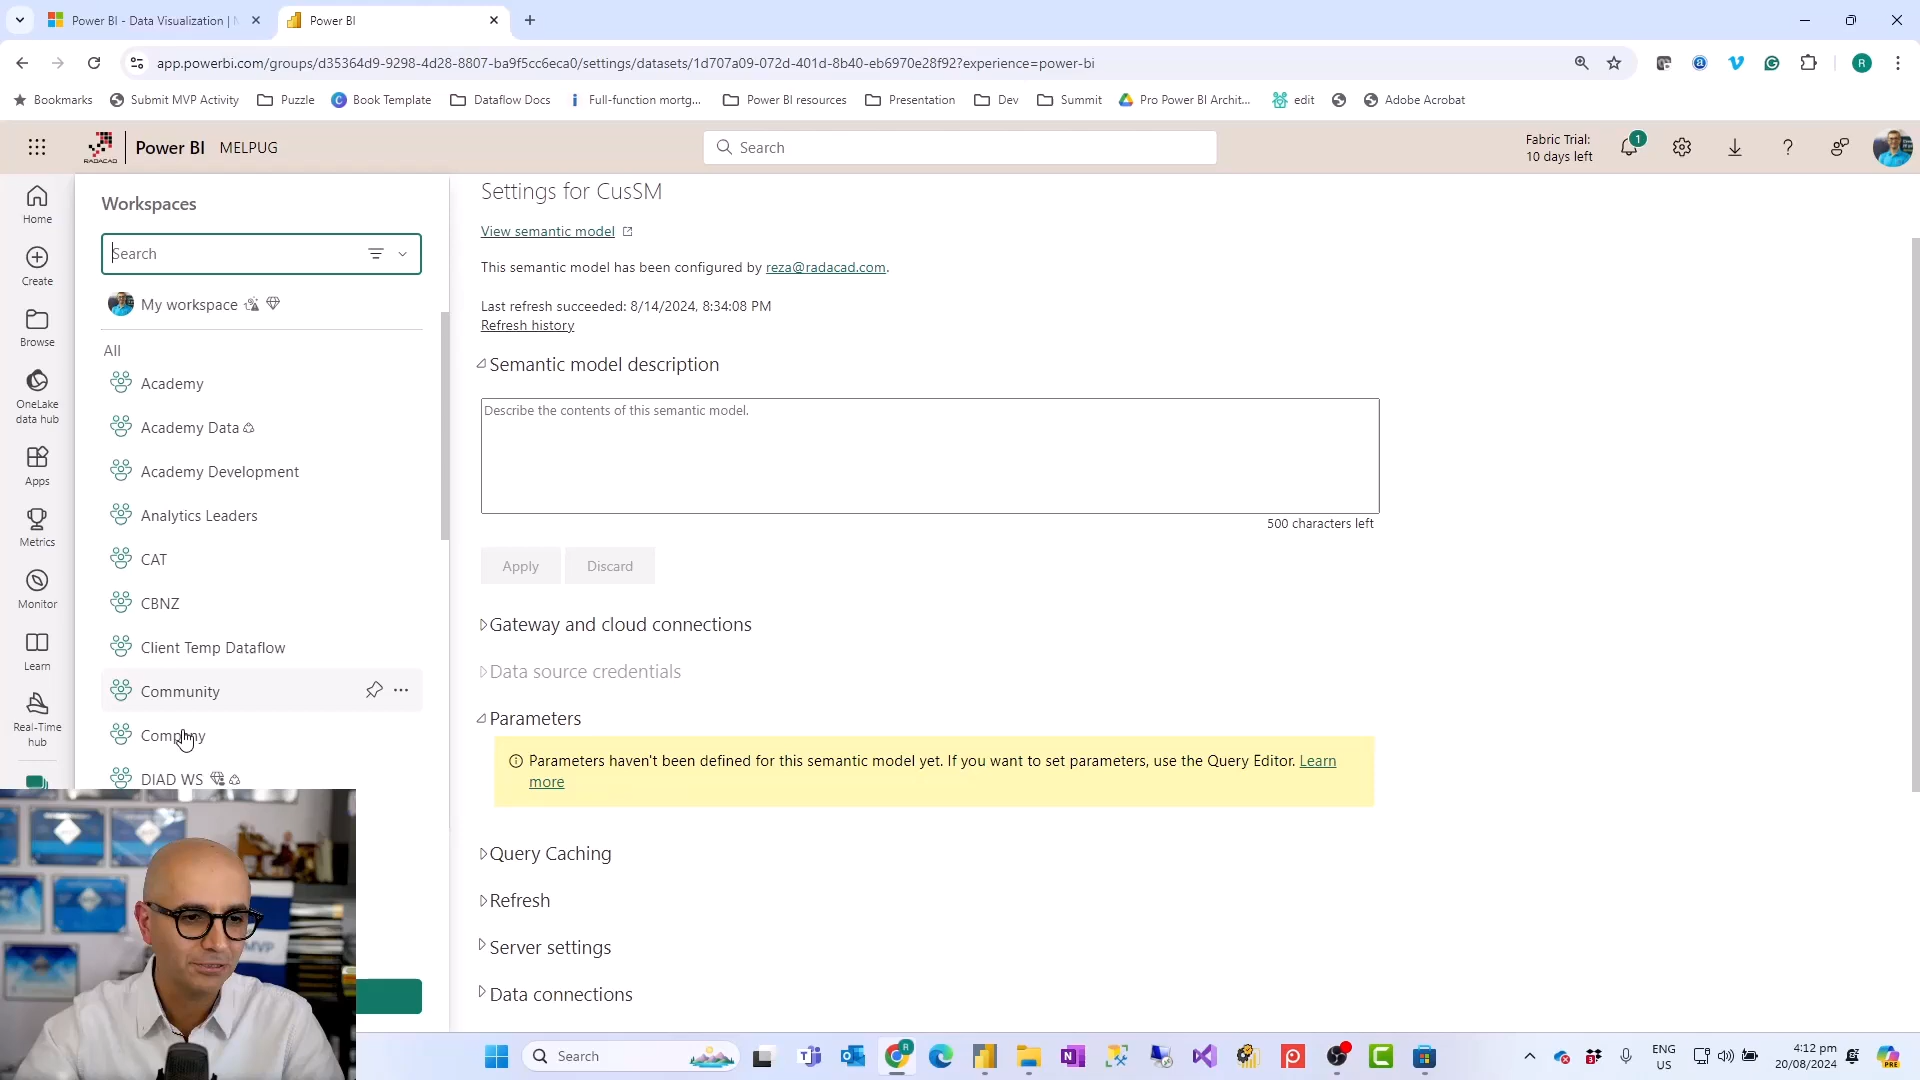 Power BI - Data Visualization |
Power BI
app.powerbi.com/groups/d35364d9-9298-4d28-8807-ba9f5cc6eca0/settings/datasets/1d707a09-072d-401d-8b40-eb6970e28f92?experience=power-bi
R
Bookmarks
Submit MVP Activity
Puzzle
Book Template
Dataflow Docs
Full-function mortg...
Power BI resources
Presentation
Dev
Summit
Pro Power BI Archit...
edit
Adobe Acrobat
RADACAD
Power BI
MELPUG
Search
Fabric Trial:
10 days left
1
Home
Create
Browse
OneLake
data hub
Apps
Metrics
Monitor
Learn
Real-Time
hub
Workspaces
Search
My workspace
All
Academy
Academy Data
Academy Development
Analytics Leaders
CAT
CBNZ
Client Temp Dataflow
Community
Company
DIAD WS
Settings for CusSM
View semantic model
This semantic model has been configured by reza@radacad.com.
Last refresh succeeded: 8/14/2024, 8:34:08 PM
Refresh history
Semantic model description
Describe the contents of this semantic model.
500 characters left
Apply
Discard
Gateway and cloud connections
Data source credentials
Parameters
Parameters haven't been defined for this semantic model yet. If you want to set parameters, use the Query Editor. Learn
more
Query Caching
Refresh
Server settings
Data connections
Search
ENG
US
4:12 pm
20/08/2024